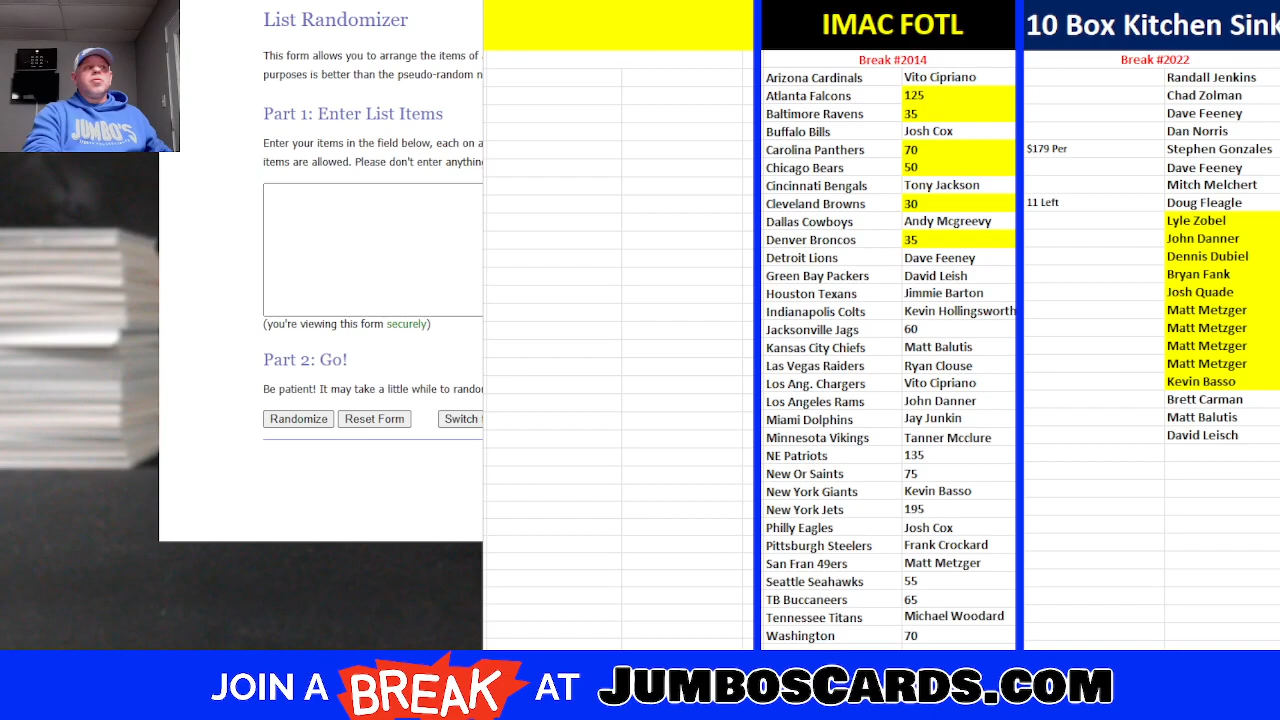 List Randomizer
This form allows you to arrange the items of
purposes is better than the pseudo-random n
Part 1: Enter List Items
Enter your items in the field below, each on a
items are allowed. Please don't enter anythin
(you're viewing this form securely)
Part 2: Go!
Be patient! It may take a little while to rando
Randomize Reset Form Switch
JUMBO'S
IMAC FOTL
Break #2014
Arizona Cardinals Vito Cipriano
Atlanta Falcons 125
Baltimore Ravens 35
Buffalo Bills Josh Cox
Carolina Panthers 70
Chicago Bears 50
Cincinnati Bengals Tony Jackson
Cleveland Browns 30
Dallas Cowboys Andy Mcgreevy
Denver Broncos 35
Detroit Lions Dave Feeney
Green Bay Packers David Leish
Houston Texans Jimmie Barton
Indianapolis Colts Kevin Hollingsworth
Jacksonville Jags 60
Kansas City Chiefs Matt Balutis
Las Vegas Raiders Ryan Clouse
Los Ang. Chargers Vito Cipriano
Los Angeles Rams John Danner
Miami Dolphins Jay Junkin
Minnesota Vikings Tanner Mcclure
NE Patriots 135
New Or Saints 75
New York Giants Kevin Basso
New York Jets 195
Philly Eagles Josh Cox
Pittsburgh Steelers Frank Crockard
San Fran 49ers Matt Metzger
Seattle Seahawks 55
TB Buccaneers 65
Tennessee Titans Michael Woodard
Washington 70
10 Box Kitchen Sink
Break #2022
Randall Jenkins
Chad Zolman
Dave Feeney
Dan Norris
$179 Per Stephen Gonzales
Dave Feeney
Mitch Melchert
11 Left Doug Fleagle
Lyle Zobel
John Danner
Dennis Dubiel
Bryan Fank
Josh Quade
Matt Metzger
Matt Metzger
Matt Metzger
Matt Metzger
Kevin Basso
Brett Carman
Matt Balutis
David Leisch
JOIN A BREAK AT JUMBOSCARDS.COM